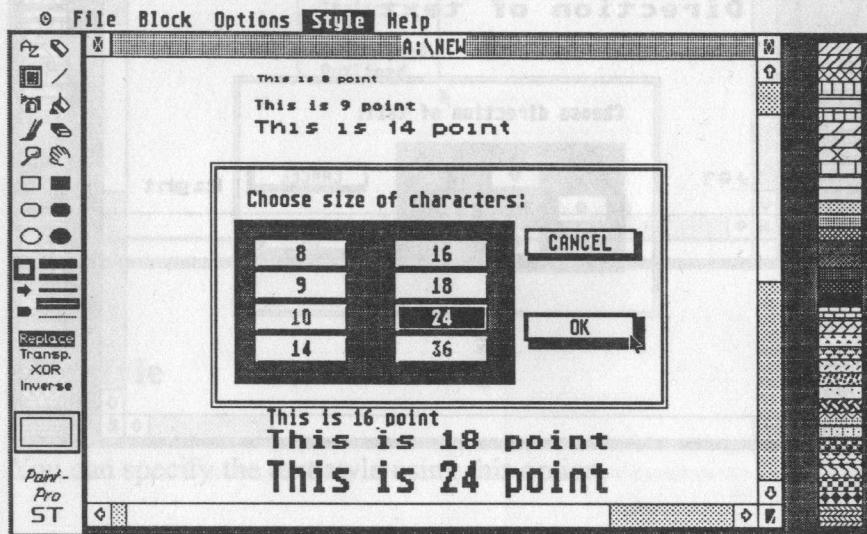 File Block Options Style Help
A:\NEW
This is 8 point
This is 9 point
This is 14 point
Choose size of characters:
8 16 CANCEL
9 18
10 24 OK
14 36
Replace
Transp.
XOR
Inverse
This is 16 point
This is 18 point
This is 24 point
Paint-
Pro
ST